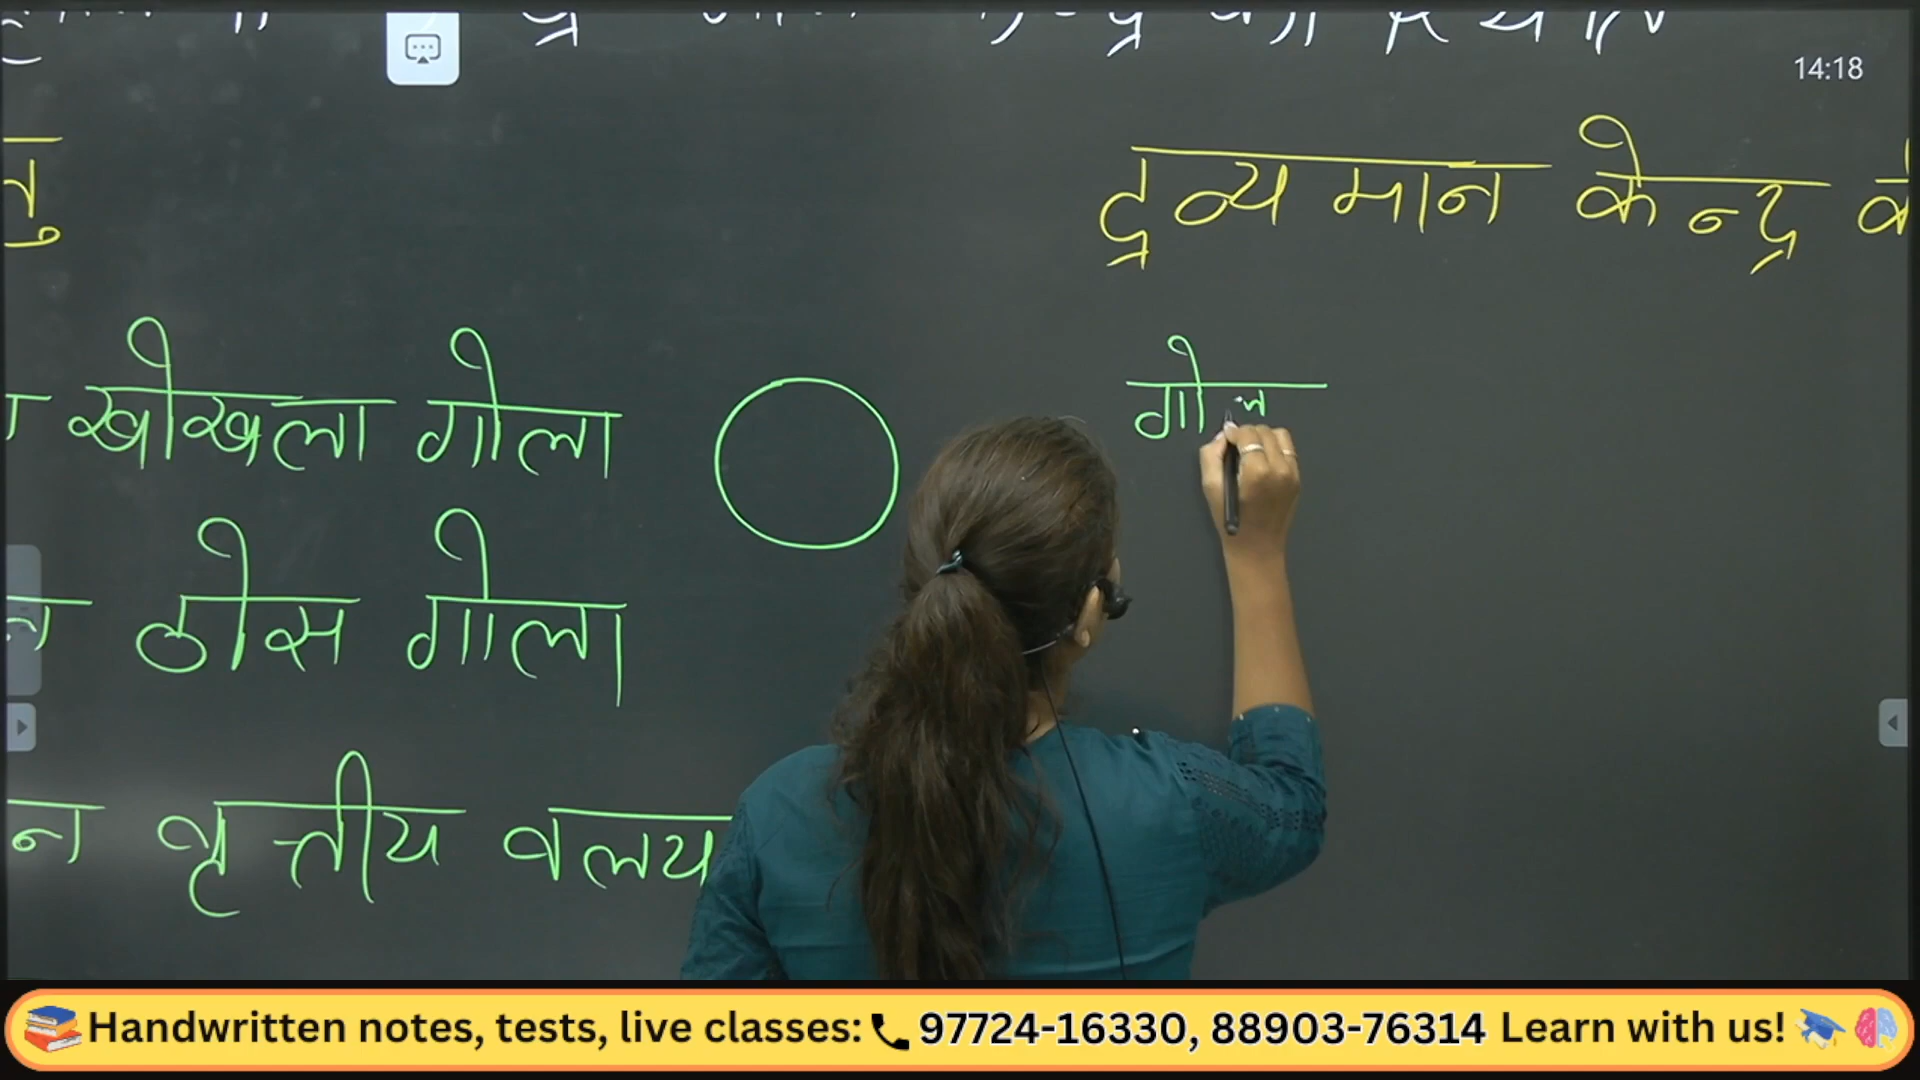 14:18
तु
द्रव्यमान केन्द्र
खोखला गोला
गो
ठोस गोला
न वृत्तीय वलय
Handwritten notes, tests, live classes: 97724-16330, 88903-76314 Learn with us!